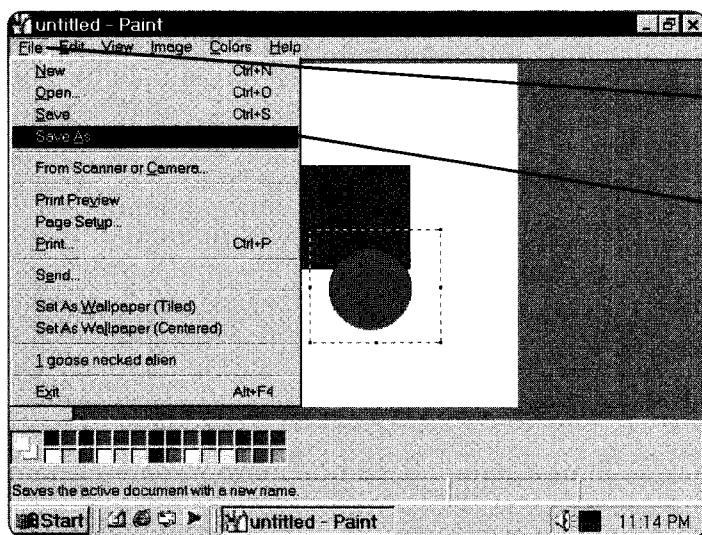 untitled - Paint
File Edit View Image Colors Help
New Ctrl+N
Open... Ctrl+O
Save Ctrl+S
Save As
From Scanner or Camera...
Print Preview
Page Setup...
Print... Ctrl+P
Send...
Set As Wallpaper (Tiled)
Set As Wallpaper (Centered)
1 goose necked alien
Exit Alt+F4
Saves the active document with a new name.
Start untitled - Paint 11:14 PM